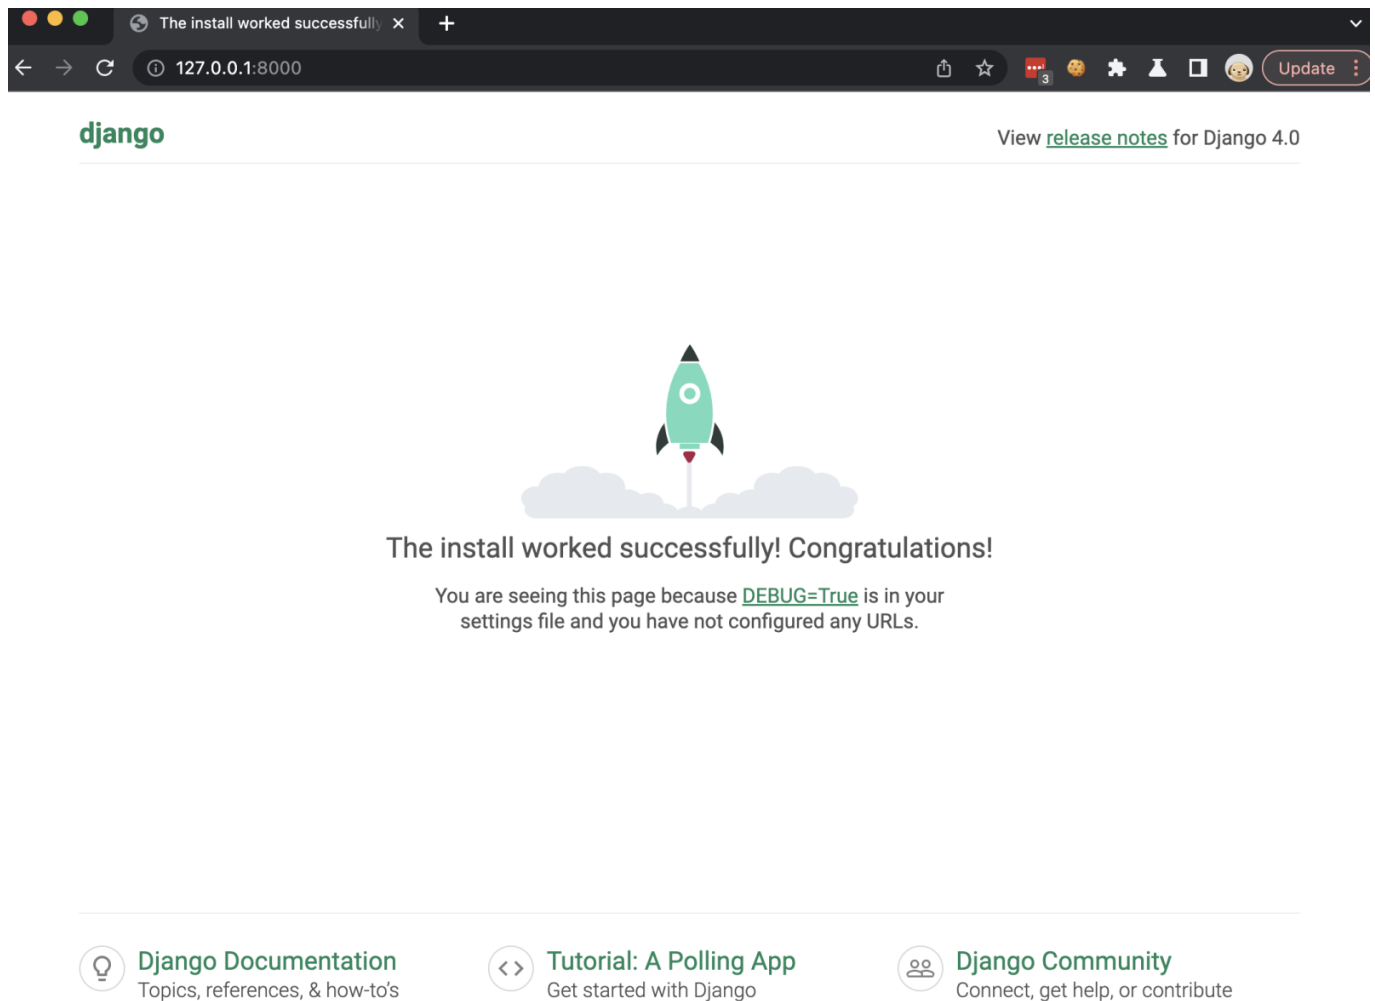 The install worked successfully
127.0.0.1:8000
3
Update
django
View release notes for Django 4.0
The install worked successfully! Congratulations!
You are seeing this page because DEBUG=True is in your
settings file and you have not configured any URLs.
Django Documentation
Topics, references, & how-to's
Tutorial: A Polling App
Get started with Django
Django Community
Connect, get help, or contribute